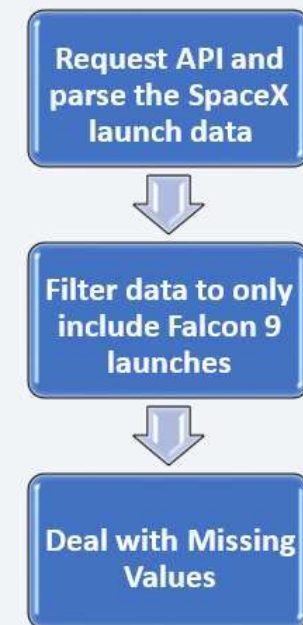 Request API and
parse the SpaceX
launch data
Filter data to only
include Falcon 9
launches
Deal with Missing
Values